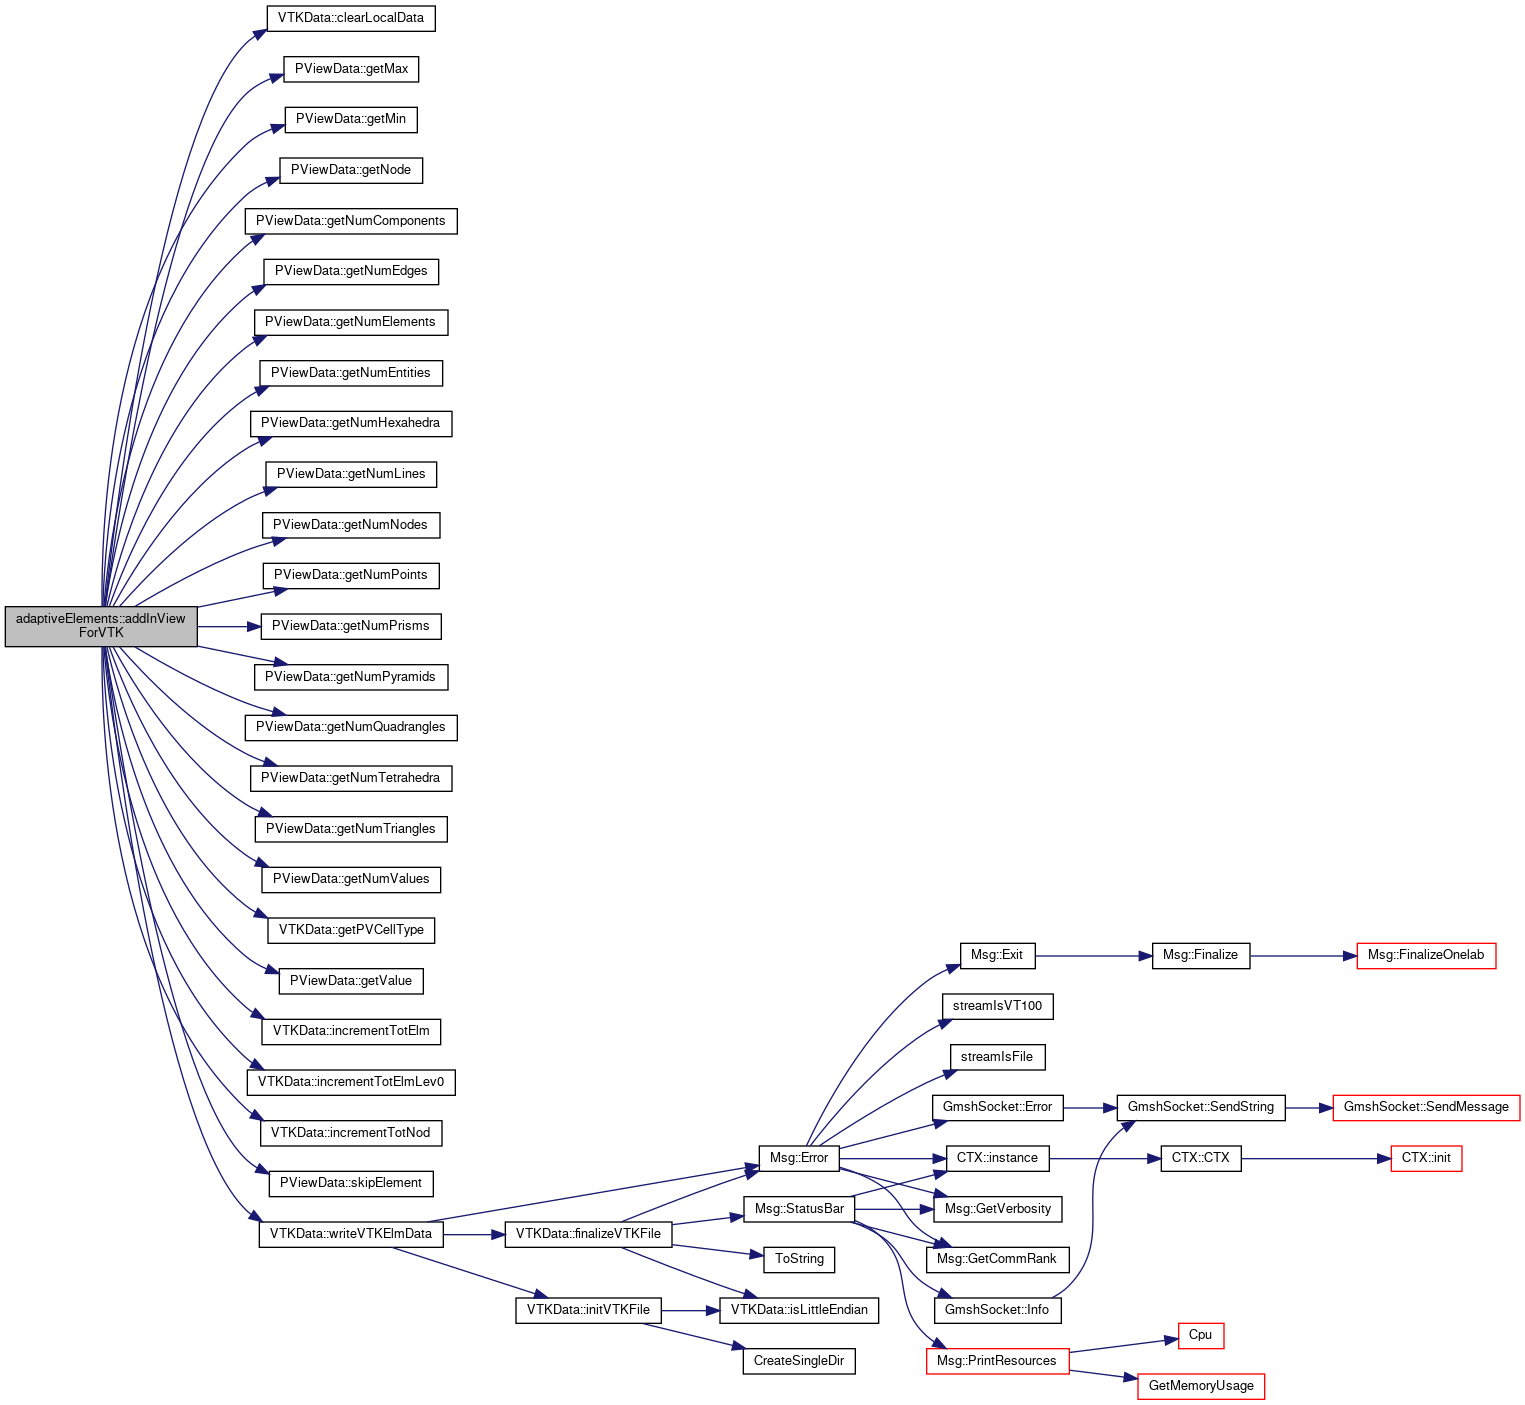 VTKData::clearLocalData
PViewData::getMax
PViewData::getMin
PViewData::getNode
PViewData::getNumComponents
PViewData::getNumEdges
PViewData::getNumElements
PViewData::getNumEntities
PViewData::getNumHexahedra
PViewData::getNumLines
PViewData::getNumNodes
PViewData::getNumPoints
adaptiveElements::addInView
ForVTK
PViewData::getNumPrisms
PViewData::getNumPyramids
PViewData::getNumQuadrangles
PViewData::getNumTetrahedra
PViewData::getNumTriangles
PViewData::getNumValues
VTKData::getPVCellType
PViewData::getValue
VTKData::incrementTotElm
VTKData::incrementTotElmLev0
VTKData::incrementTotNod
PViewData::skipElement
VTKData::writeVTKElmData
VTKData::finalizeVTKFile
VTKData::initVTKFile
Msg::Error
Msg::StatusBar
ToString
VTKData::isLittleEndian
CreateSingleDir
Msg::Exit
streamIsVT100
streamIsFile
GmshSocket::Error
CTX::instance
Msg::GetVerbosity
Msg::GetCommRank
GmshSocket::Info
Msg::PrintResources
Msg::Finalize
GmshSocket::SendString
CTX::CTX
Cpu
GetMemoryUsage
Msg::FinalizeOnelab
GmshSocket::SendMessage
CTX::init